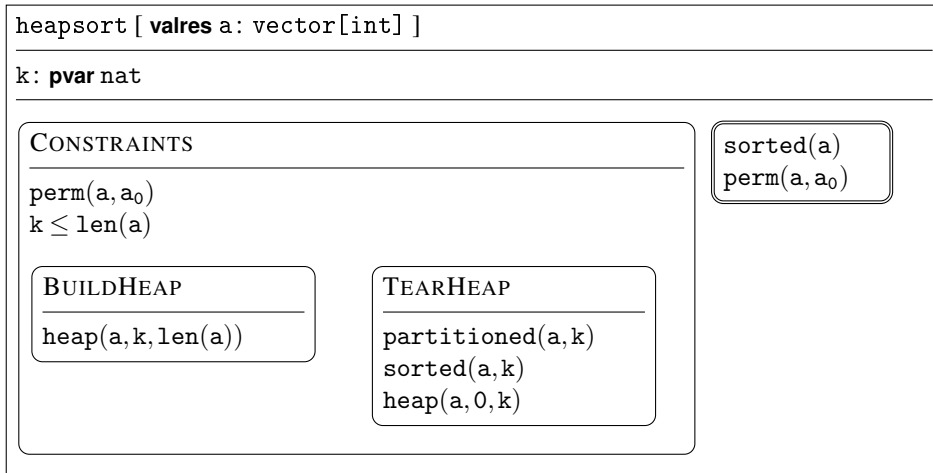 heapsort [ valres a: vector[int] ]
k: pvar nat
CONSTRAINTS
perm(a, a₀)
k ≤ len(a)
BUILDHEAP
heap(a, k, len(a))
TEARHEAP
partitioned(a, k)
sorted(a, k)
heap(a, 0, k)
sorted(a)
perm(a, a₀)